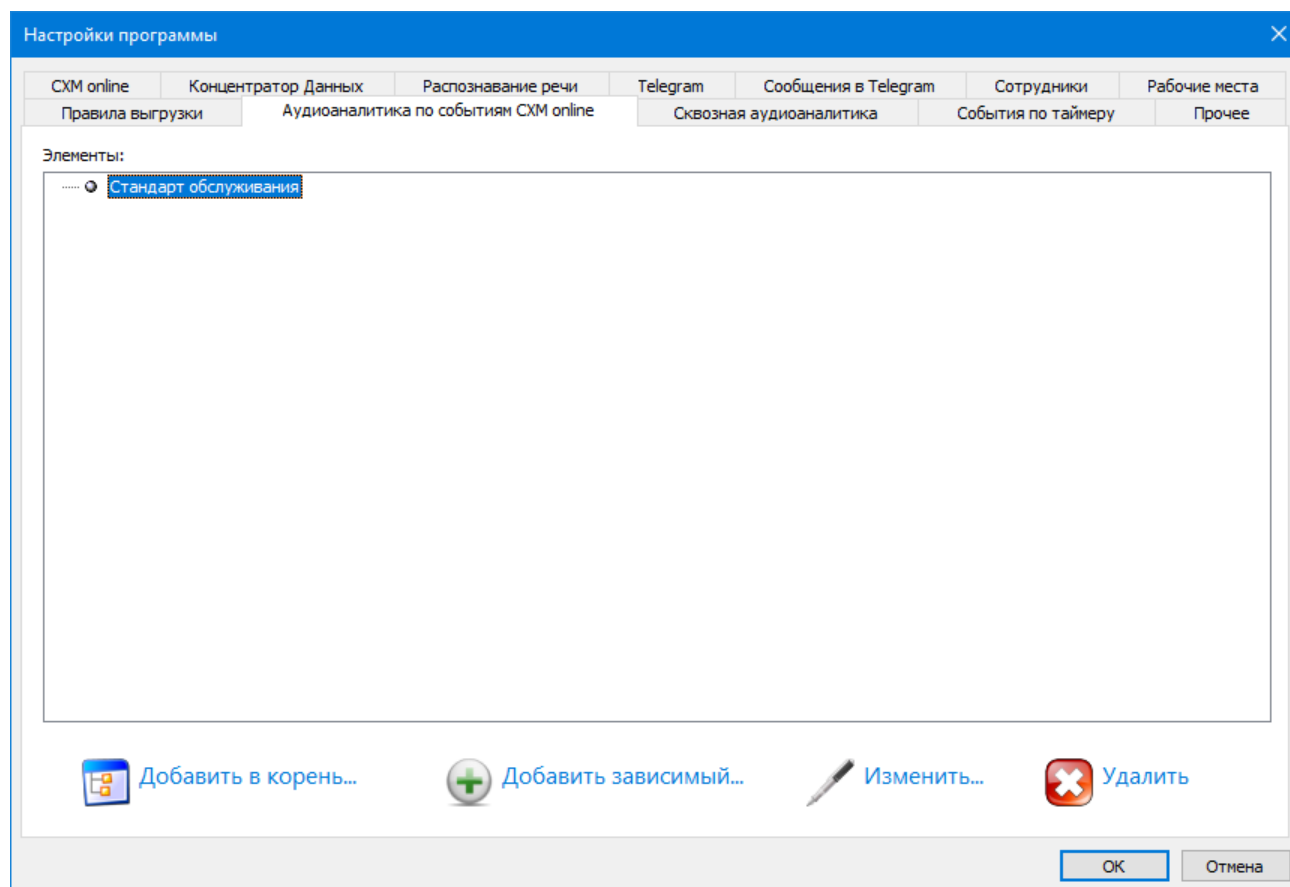 Настройки программы
CXM online Концентратор Данных Распознавание речи Telegram Сообщения в Telegram Сотрудники Рабочие места
Правила выгрузки Аудиоаналитика по событиям CXM online Сквозная аудиоаналитика События по таймеру Прочее
Элементы:
Стандарт обслуживания
Добавить в корень... Добавить зависимый... Изменить... Удалить
OK Отмена